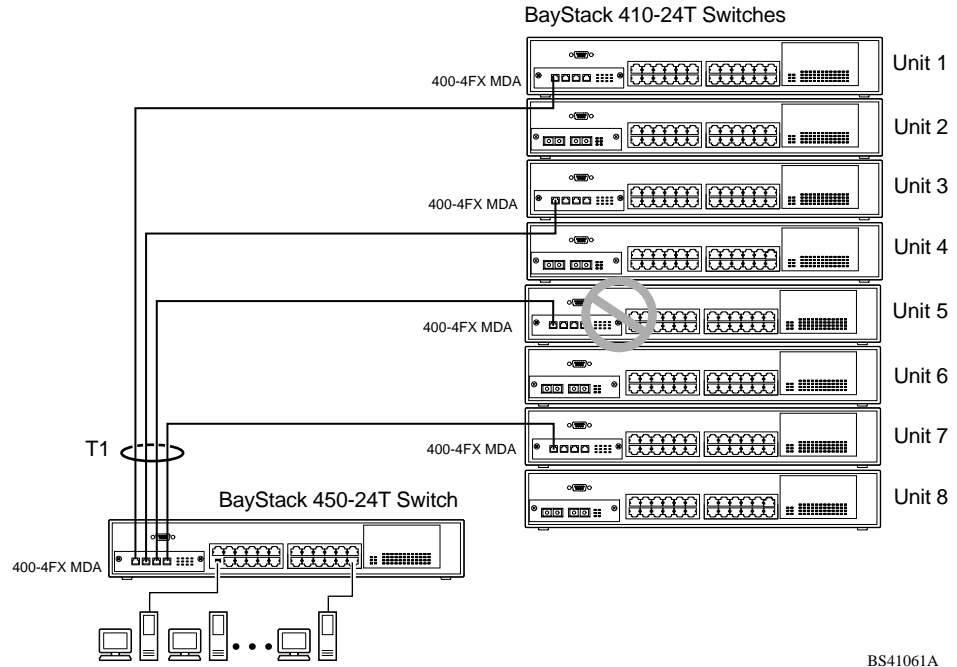 BayStack 410-24T Switches
Unit 1
400-4FX MDA
Unit 2
Unit 3
400-4FX MDA
Unit 4
Unit 5
400-4FX MDA
Unit 6
Unit 7
T1
400-4FX MDA
Unit 8
BayStack 450-24T Switch
400-4FX MDA
BS41061A